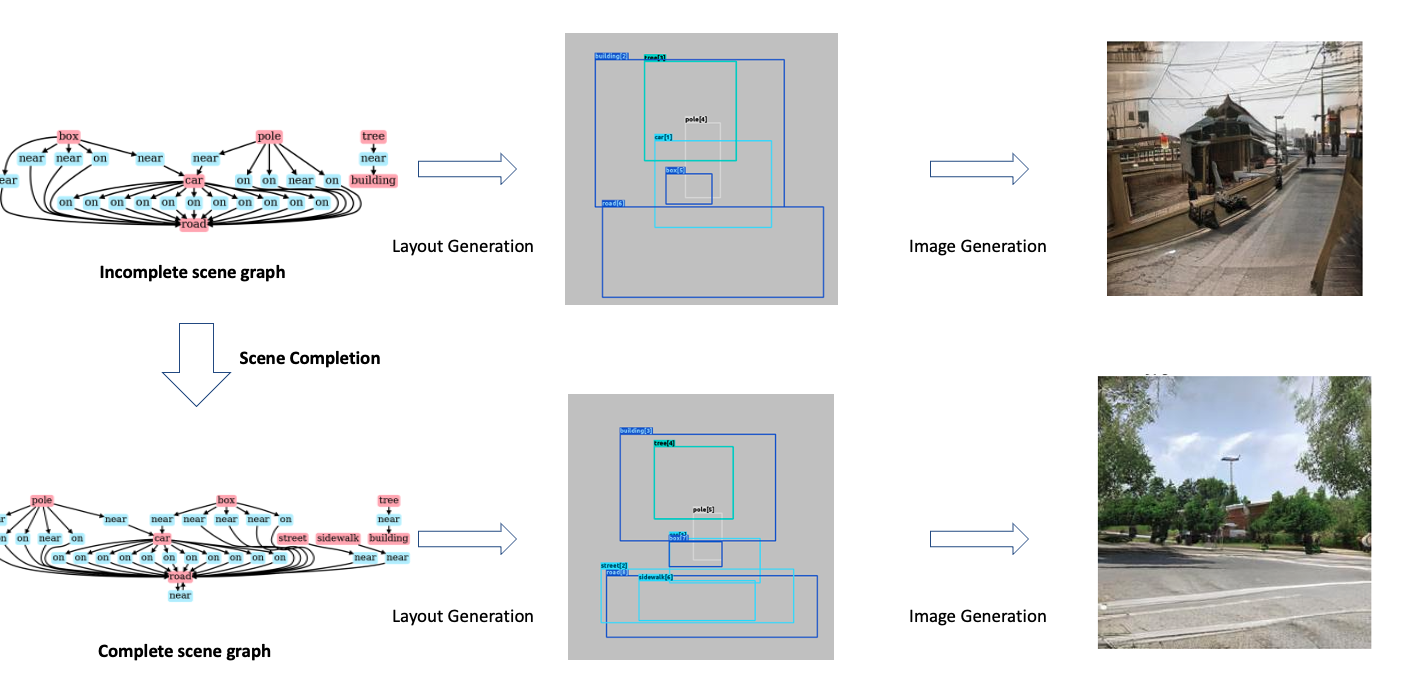 building[2]
tree[3]
pole[4]
box pole tree
near near on near near near
ear car on on near on building
car[1]
box[5]
on on on on on on on on on on on
road[6]
road
Layout Generation
Image Generation
Incomplete scene graph
Scene Completion
building[3]
tree[4]
pole box tree
pole[5]
near near near near near on near
on near on car street sidewalk building
box[7]
on on on on on on on on on on on near near
street[2]
road
sidewalk[6]
near
Layout Generation
Image Generation
Complete scene graph